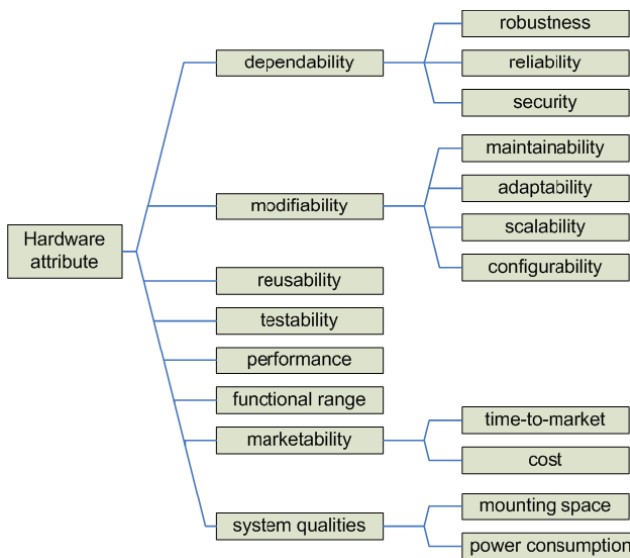 robustness
dependability
reliability
security
maintainability
adaptability
modifiability
scalability
Hardware
attribute
configurability
reusability
testability
performance
functional range
time-to-market
marketability
cost
mounting space
system qualities
power consumption